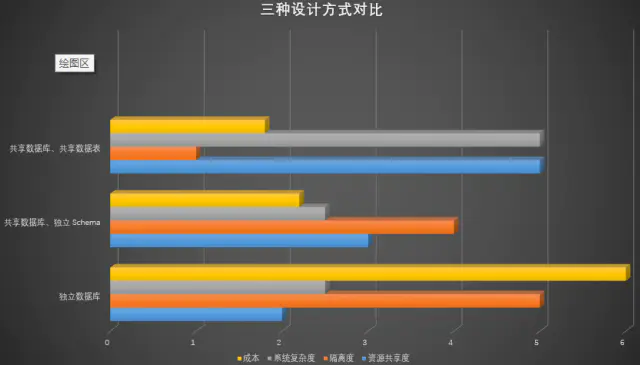 三种设计方式对比
绘图区
共享数据库、共享数据表
共享数据库、独立 Schema
独立数据库
0 1 2 3 4 5 6
成本 系统复杂度 隔离度 资源共享度